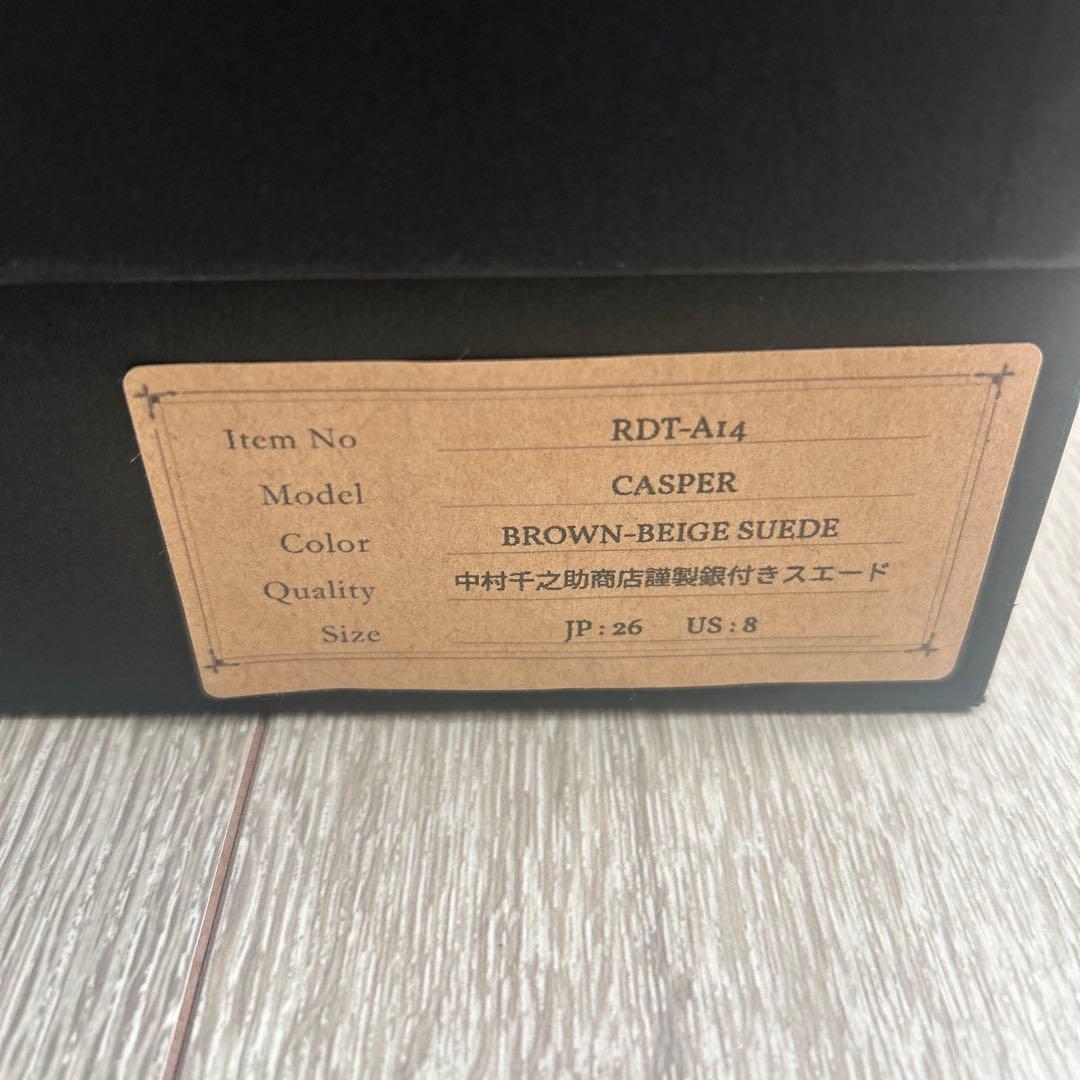 Item No RDT-A14
Model CASPER
Color BROWN-BEIGE SUEDE
Quality 中村千之助商店謹製銀付きスエード
Size JP : 26 US : 8